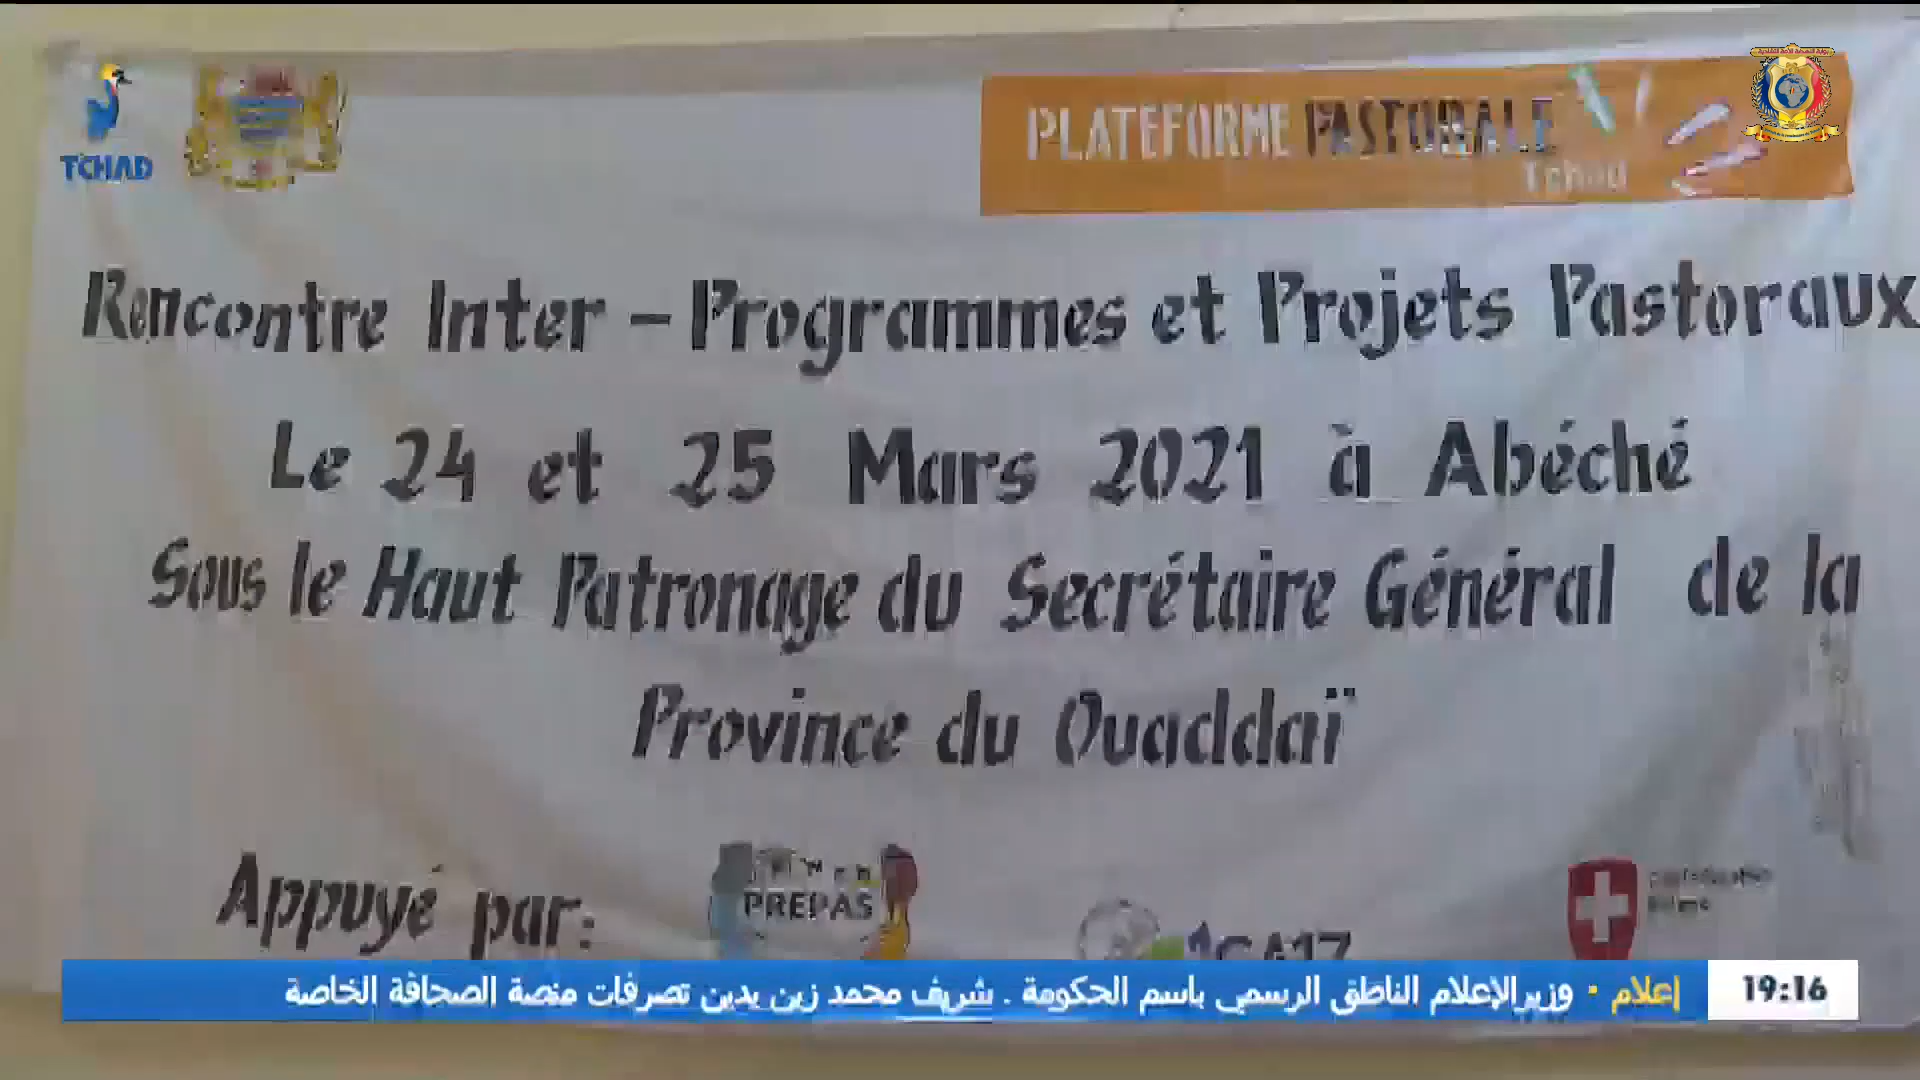 TCHAD
PLATEFORME PASTORALE
Tchad
Rencontre Inter - Programmes et Projets Pastoraux
Le 24 et 25 Mars 2021 à Abéché
Sous le Haut Patronage du Secrétaire Général de la
Province du Ouaddaï
Appuyé par:
PREPAS
إعلام • وزير الإعلام الناطق الرسمي باسم الحكومة . شريف محمد زين يدين تصرفات منصة الصحافة الخاصة
19:16